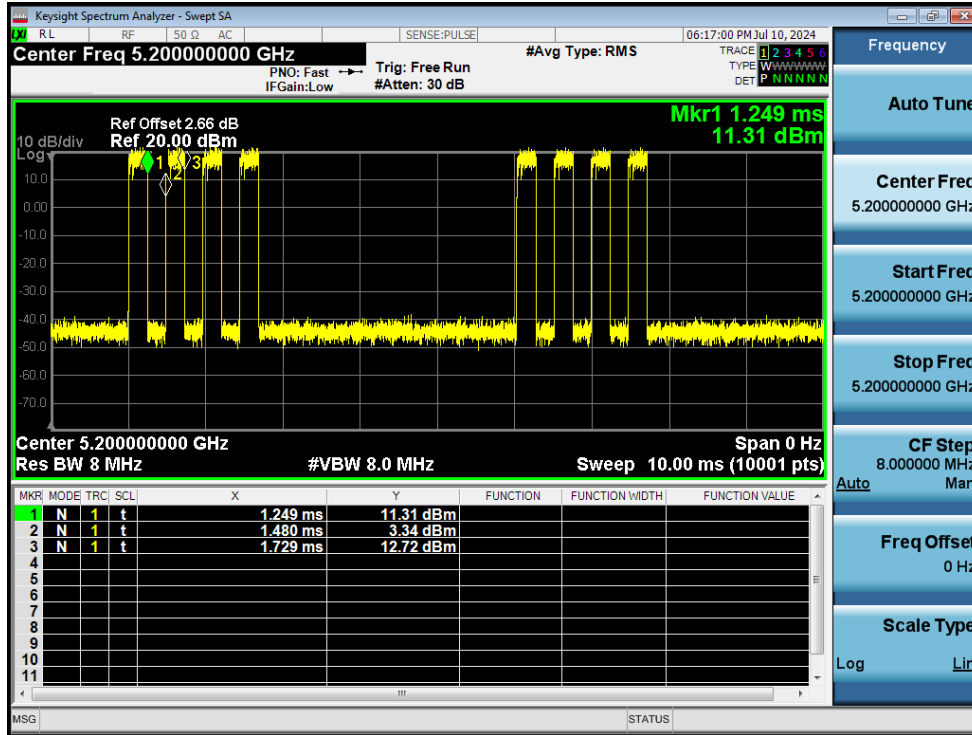 Keysight Spectrum Analyzer - Swept SA
LXI RL RF 50 Ω AC SENSE:PULSE 06:17:00 PM Jul 10, 2024
Center Freq 5.200000000 GHz #Avg Type: RMS TRACE 1 2 3 4 5 6
PNO: Fast Trig: Free Run TYPE WWWWWW
IFGain:Low #Atten: 30 dB DET P N N N N N
Mkr1 1.249 ms
Ref Offset 2.66 dB
10 dB/div Ref 20.00 dBm 11.31 dBm
Log
1 2 3
10.0
0.00
-10.0
-20.0
-30.0
-40.0
-50.0
-60.0
-70.0
Center 5.200000000 GHz Span 0 Hz
Res BW 8 MHz #VBW 8.0 MHz Sweep 10.00 ms (10001 pts)
MKR MODE TRC SCL X Y FUNCTION FUNCTION WIDTH FUNCTION VALUE
1 N 1 t 1.249 ms 11.31 dBm
2 N 1 t 1.480 ms 3.34 dBm
3 N 1 t 1.729 ms 12.72 dBm
4
5
6
7
8
9
10
11
MSG STATUS
Frequency
Auto Tune
Center Freq
5.200000000 GHz
Start Freq
5.200000000 GHz
Stop Freq
5.200000000 GHz
CF Step
8.000000 MHz
Auto Man
Freq Offset
0 Hz
Scale Type
Log Lin